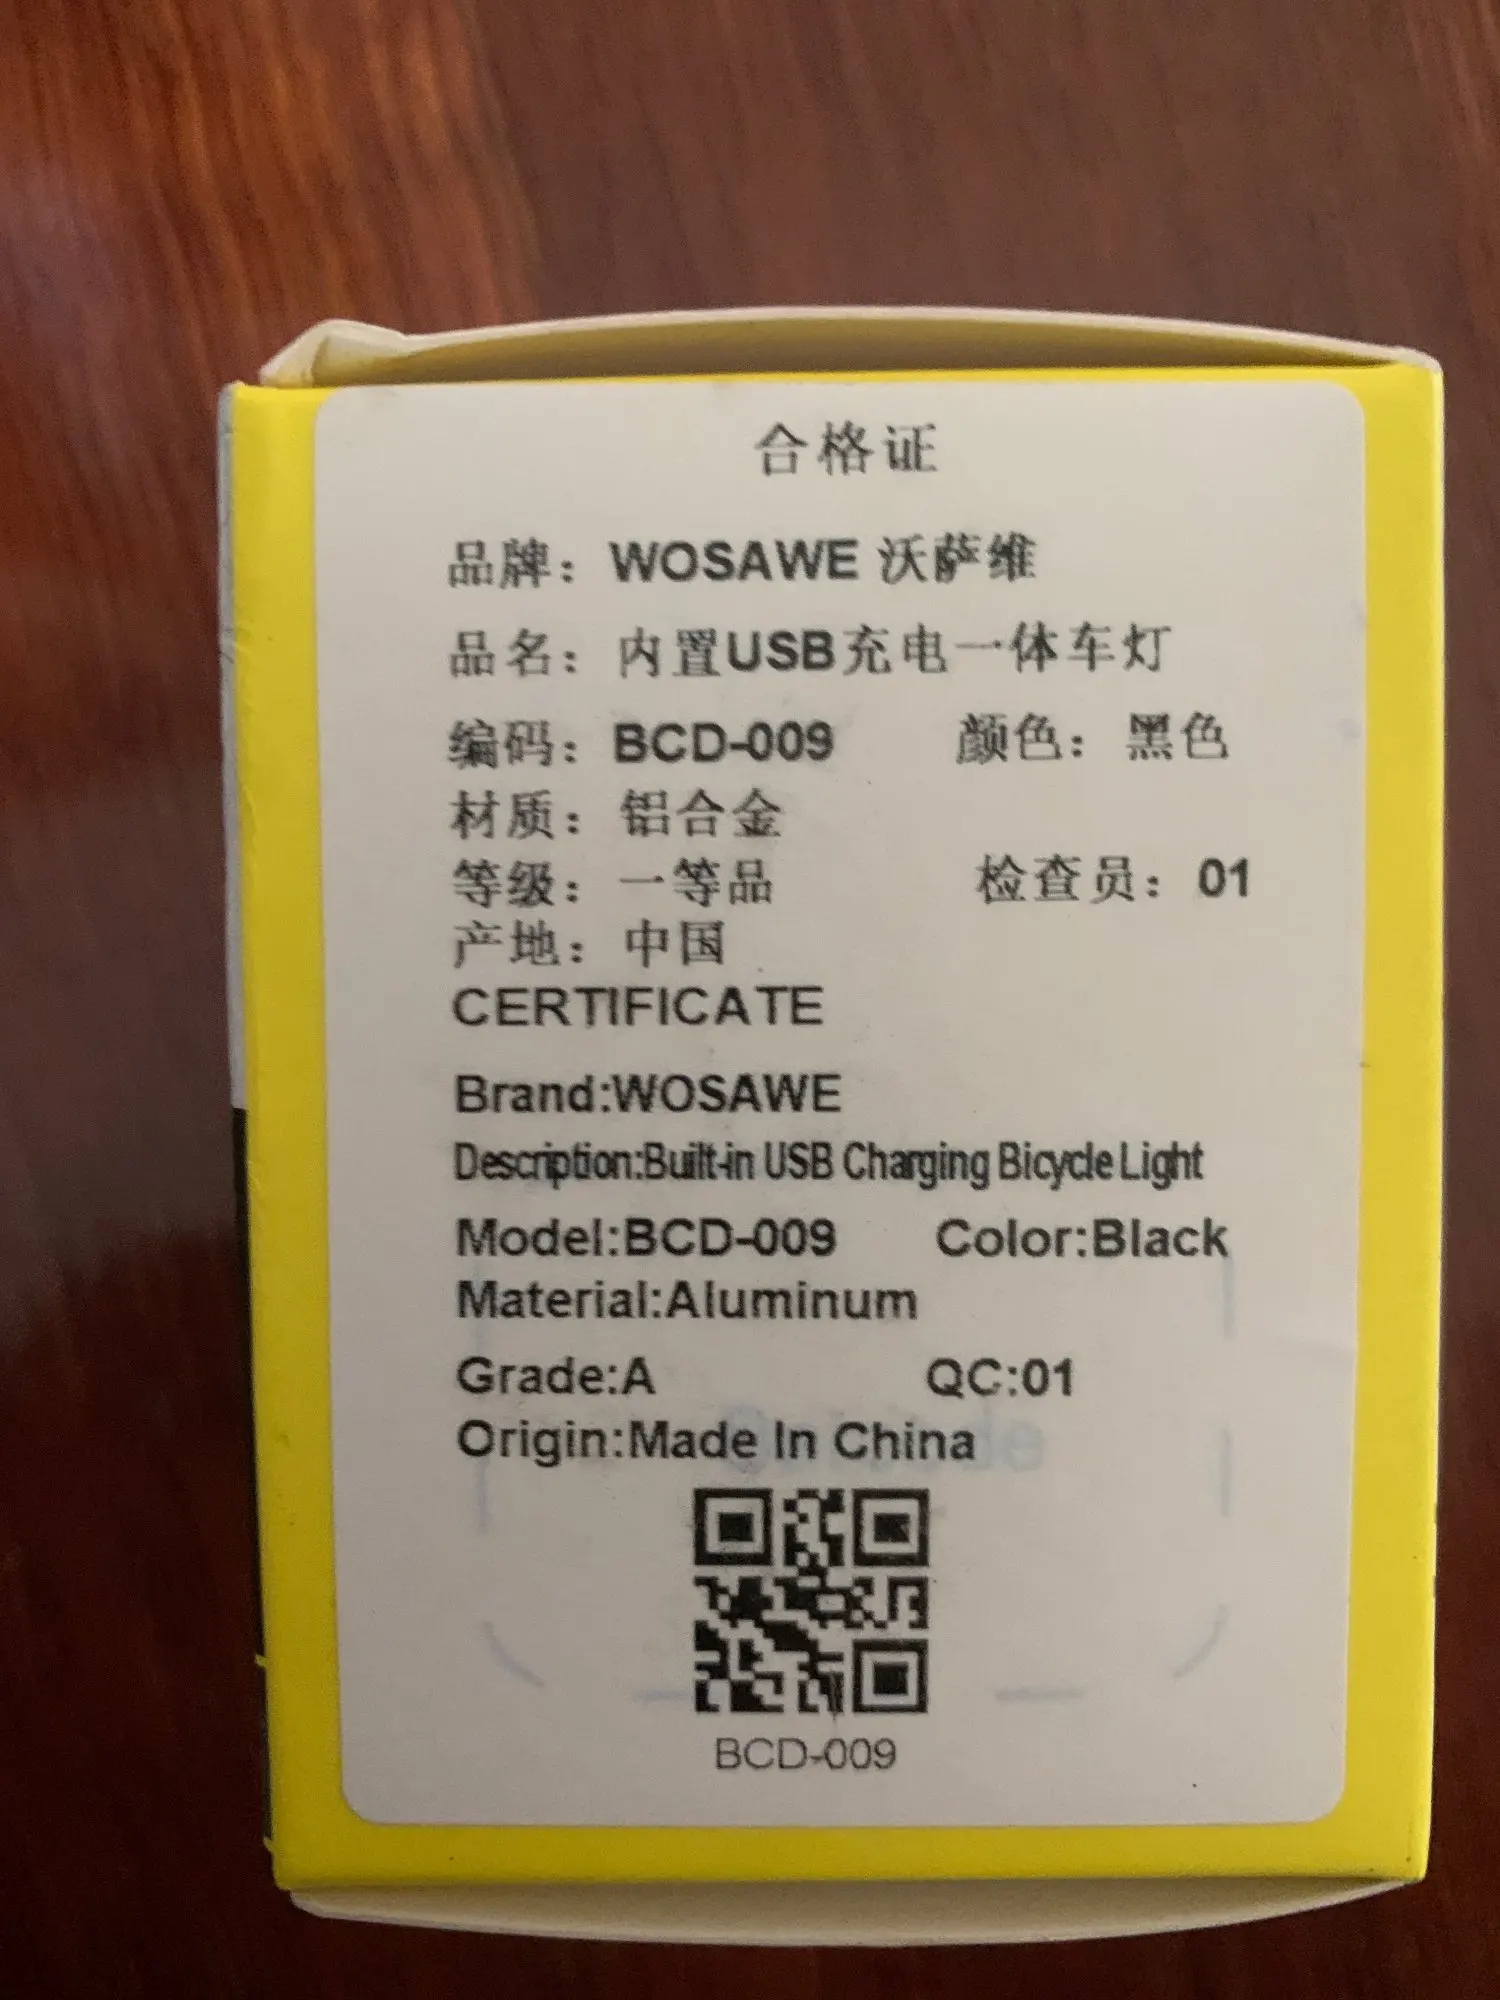 合格证
品牌：WOSAWE 沃萨维
品名：内置USB充电一体车灯
编码：BCD-009 颜色：黑色
材质：铝合金
等级：一等品 检查员：01
产地：中国
CERTIFICATE
Brand:WOSAWE
Description:Built-in USB Charging Bicycle Light
Model:BCD-009 Color:Black
Material:Aluminum
Grade:A QC:01
Origin:Made In China
BCD-009